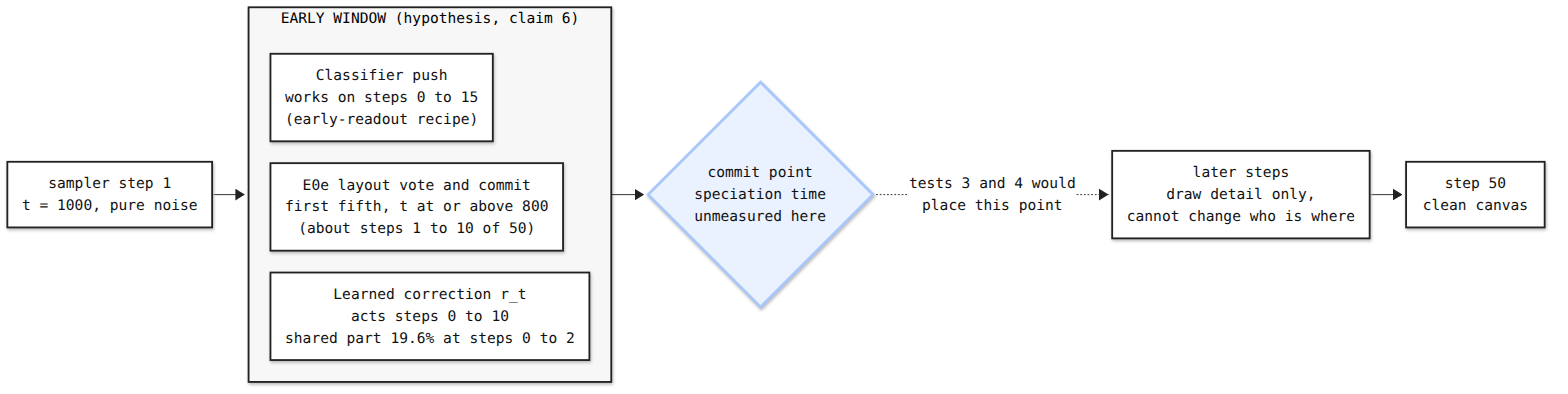 sampler step 1
t = 1000, pure noise
EARLY WINDOW (hypothesis, claim 6)
Classifier push
works on steps 0 to 15
(early-readout recipe)
E0e layout vote and commit
first fifth, t at or above 800
(about steps 1 to 10 of 50)
Learned correction r_t
acts steps 0 to 10
shared part 19.6% at steps 0 to 2
commit point
speciation time
unmeasured here
tests 3 and 4 would
place this point
later steps
draw detail only,
cannot change who is where
step 50
clean canvas